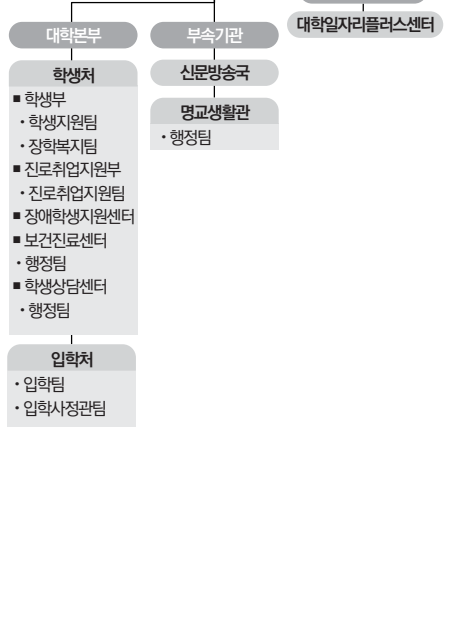 대학본부
학생처
▪ 학생부
• 학생지원팀
• 장학복지팀
▪ 진로취업지원부
• 진로취업지원팀
▪ 장애학생지원센터
▪ 보건진료센터
• 행정팀
▪ 학생상담센터
• 행정팀
입학처
• 입학팀
• 입학사정관팀
부속기관
신문방송국
명교생활관
• 행정팀
대학일자리플러스센터